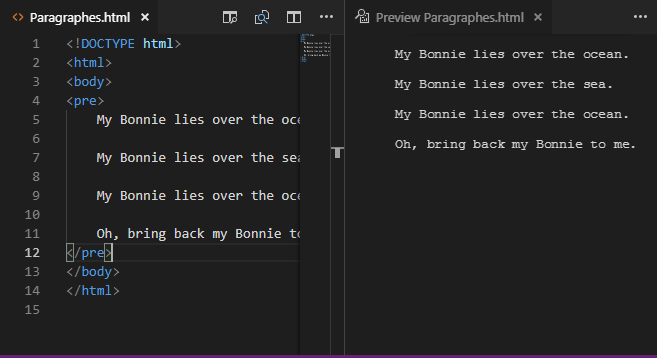 <> Paragraphes.html × ...
Preview Paragraphes.html × ...
1 <!DOCTYPE html>
2 <html>
3 <body>
4 <pre>
5 My Bonnie lies over the oce
6
7 My Bonnie lies over the sea
8
9 My Bonnie lies over the oce
10
11 Oh, bring back my Bonnie to
12 </pre>
13 </body>
14 </html>
15
My Bonnie lies over the ocean.
My Bonnie lies over the sea.
My Bonnie lies over the ocean.
Oh, bring back my Bonnie to me.